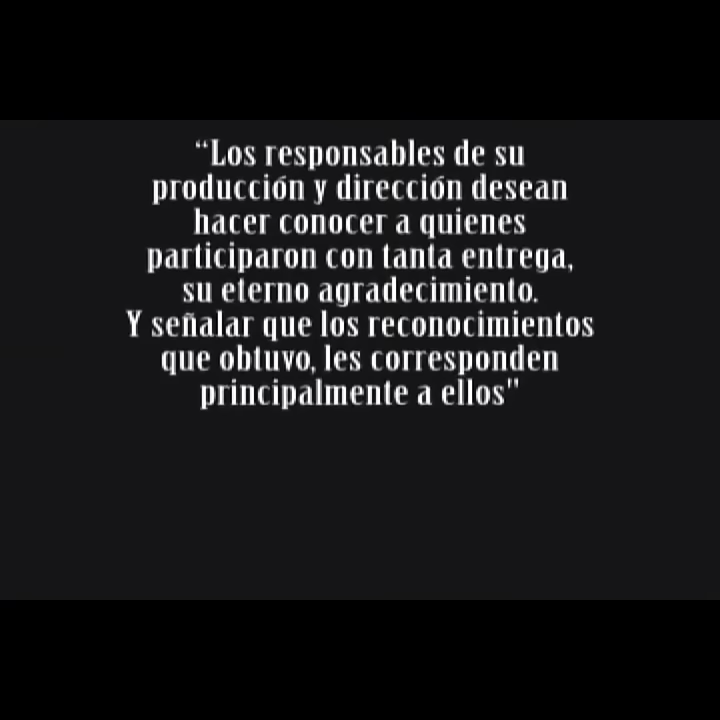 “Los responsables de su
producción y dirección desean
hacer conocer a quienes
participaron con tanta entrega,
su eterno agradecimiento.
Y señalar que los reconocimientos
que obtuvo, les corresponden
principalmente a ellos"